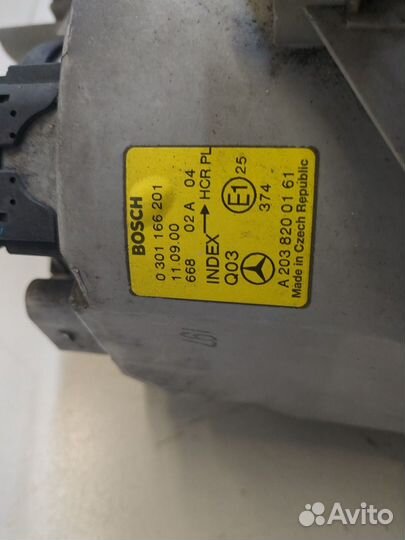 BOSCH
0 301 166 201
11.09.00
668 02 A 04
INDEX → HCR PL
Q03 E1 25
374
A 203 820 01 61
Made in Czech Republic
197
Avito